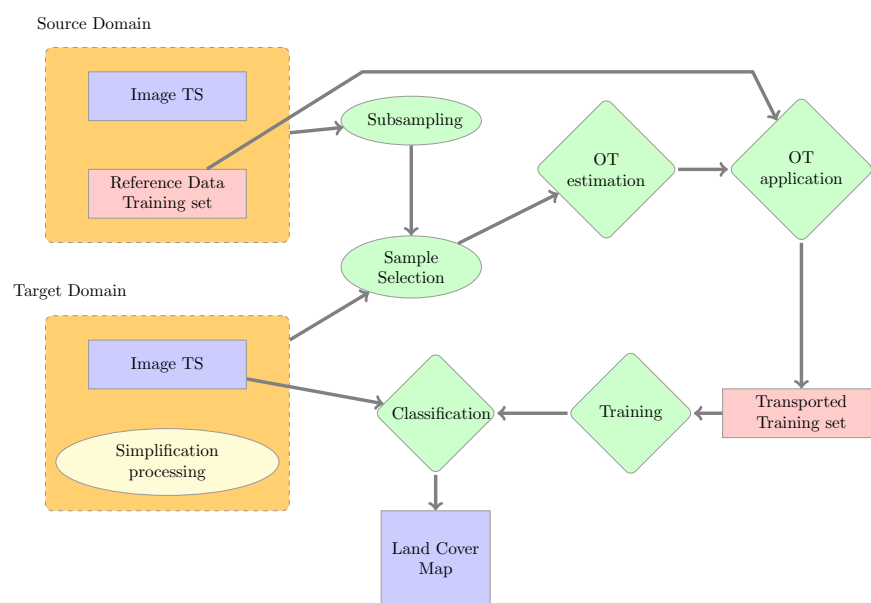 Source Domain
Image TS
Reference Data
Training set
Subsampling
OT
estimation
OT
application
Sample
Selection
Target Domain
Image TS
Simplification
processing
Classification
Training
Transported
Training set
Land Cover
Map